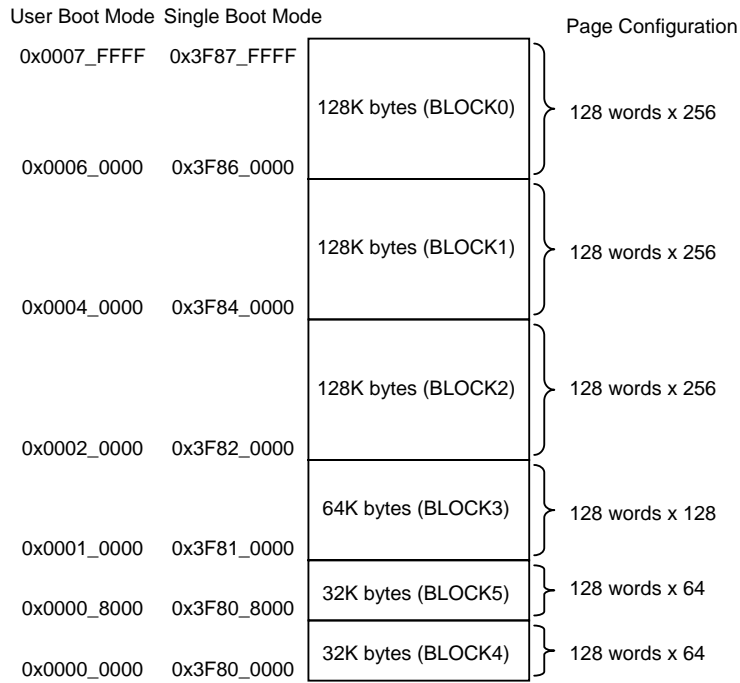 User Boot Mode Single Boot Mode
Page Configuration
0x0007_FFFF 0x3F87_FFFF
128K bytes (BLOCK0) 128 words x 256
0x0006_0000 0x3F86_0000
128K bytes (BLOCK1) 128 words x 256
0x0004_0000 0x3F84_0000
128K bytes (BLOCK2) 128 words x 256
0x0002_0000 0x3F82_0000
64K bytes (BLOCK3) 128 words x 128
0x0001_0000 0x3F81_0000
32K bytes (BLOCK5) 128 words x 64
0x0000_8000 0x3F80_8000
32K bytes (BLOCK4) 128 words x 64
0x0000_0000 0x3F80_0000